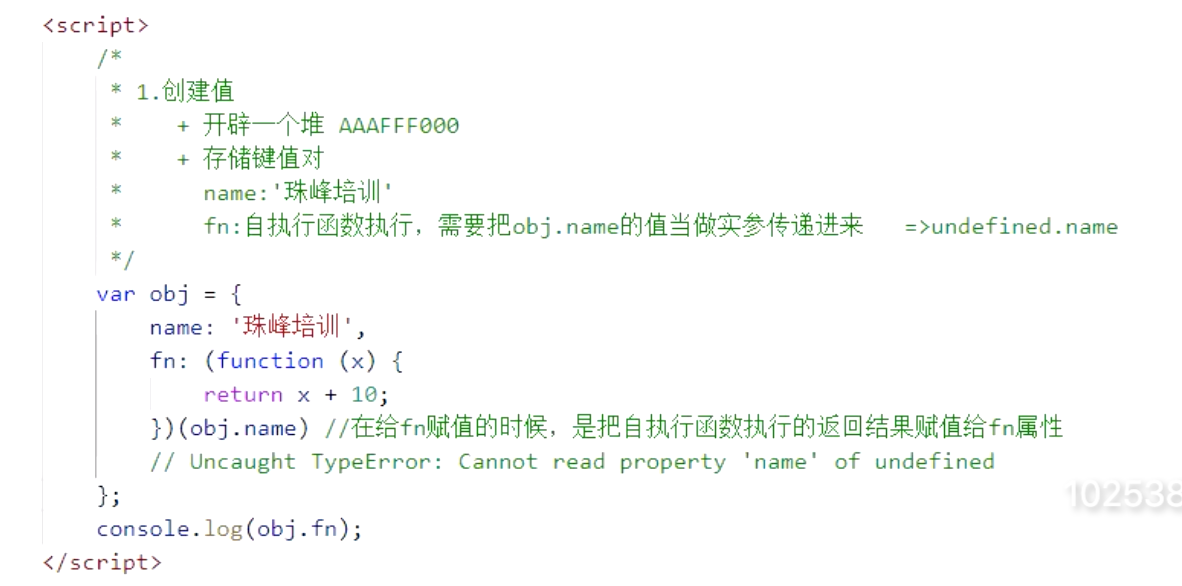 <script>
/*
* 1.创建值
*    + 开辟一个堆 AAAFFF000
*    + 存储键值对
*      name:'珠峰培训'
*      fn:自执行函数执行，需要把obj.name的值当做实参传递进来   =>undefined.name
*/
var obj = {
    name: '珠峰培训',
    fn: (function (x) {
        return x + 10;
    })(obj.name) //在给fn赋值的时候，是把自执行函数执行的返回结果赋值给fn属性
    // Uncaught TypeError: Cannot read property 'name' of undefined
102538
};
console.log(obj.fn);
</script>